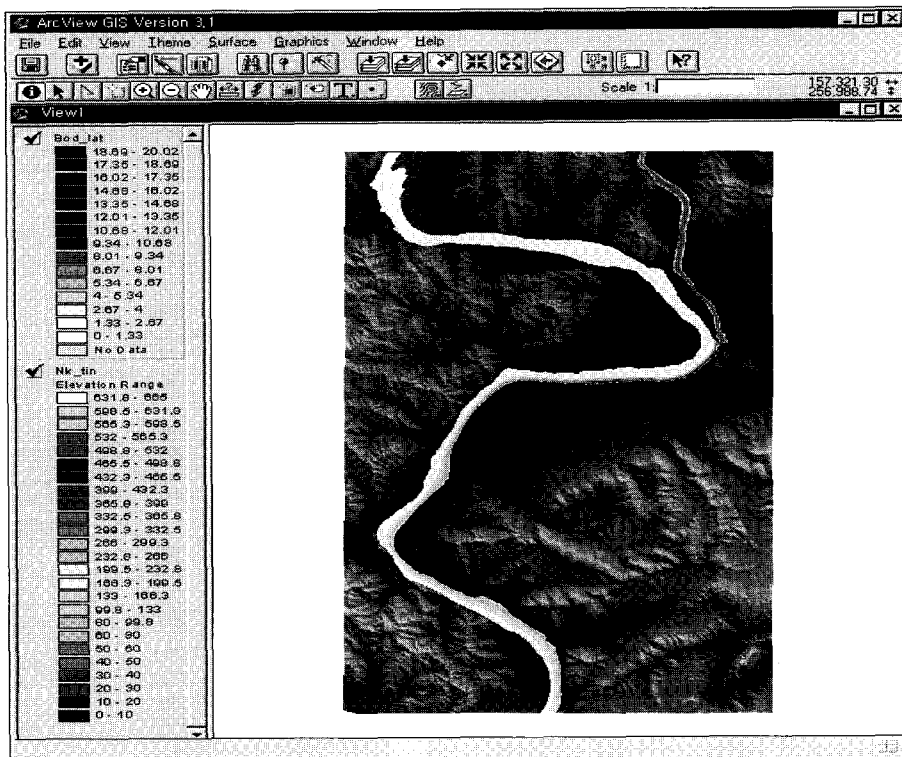 ArcView GIS Version 3.1
File Edit View Theme Surface Graphics Window Help
Scale 1:
157,321.30
256,988.74
View1
Bod_lat
18.69 - 20.02
17.35 - 18.69
16.02 - 17.35
14.68 - 16.02
13.35 - 14.68
12.01 - 13.35
10.68 - 12.01
9.34 - 10.68
8.01 - 9.34
6.67 - 8.01
5.34 - 6.67
4 - 5.34
2.67 - 4
1.33 - 2.67
0 - 1.33
No Data
Nk_tin
Elevation Range
631.8 - 665
598.5 - 631.8
565.3 - 598.5
532 - 565.3
498.8 - 532
465.5 - 498.8
432.3 - 465.5
399 - 432.3
365.8 - 399
332.5 - 365.8
299.3 - 332.5
266 - 299.3
232.8 - 266
199.5 - 232.8
166.3 - 199.5
133 - 166.3
99.8 - 133
80 - 99.8
60 - 80
50 - 60
40 - 50
30 - 40
20 - 30
10 - 20
0 - 10